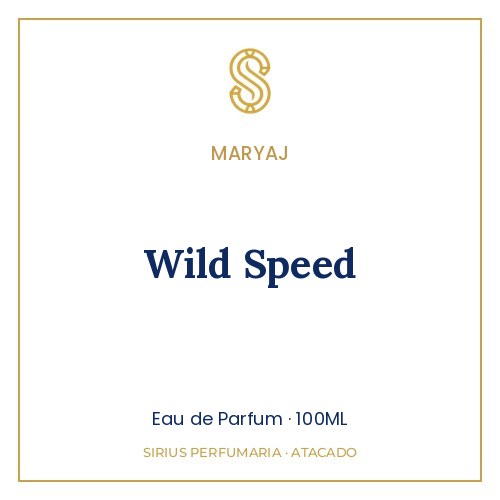 MARYAJ
Wild Speed
Eau de Parfum · 100ML
SIRIUS PERFUMARIA · ATACADO